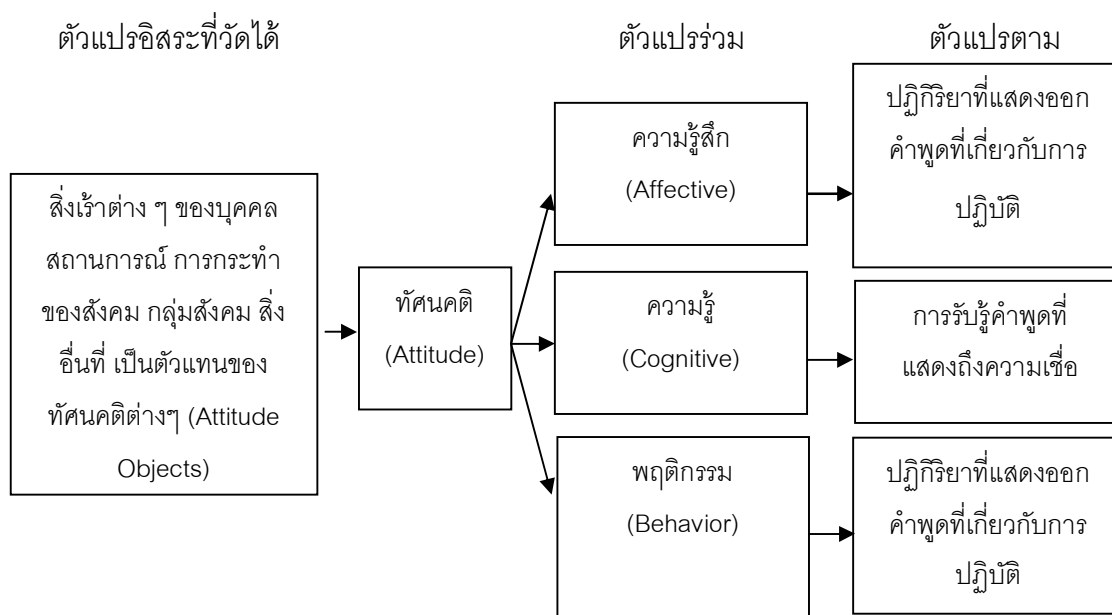 ตัวแปรอิสระที่วัดได้
ตัวแปรร่วม
ตัวแปรตาม
สิ่งเร้าต่าง ๆ ของบุคคล
สถานการณ์ การกระทำ
ของสังคม กลุ่มสังคม สิ่ง
อื่นที่ เป็นตัวแทนของ
ทัศนคติต่างๆ (Attitude
Objects)
ทัศนคติ
(Attitude)
ความรู้สึก
(Affective)
ปฏิกิริยาที่แสดงออก
คำพูดที่เกี่ยวกับการ
ปฏิบัติ
ความรู้
(Cognitive)
การรับรู้คำพูดที่
แสดงถึงความเชื่อ
พฤติกรรม
(Behavior)
ปฏิกิริยาที่แสดงออก
คำพูดที่เกี่ยวกับการ
ปฏิบัติ